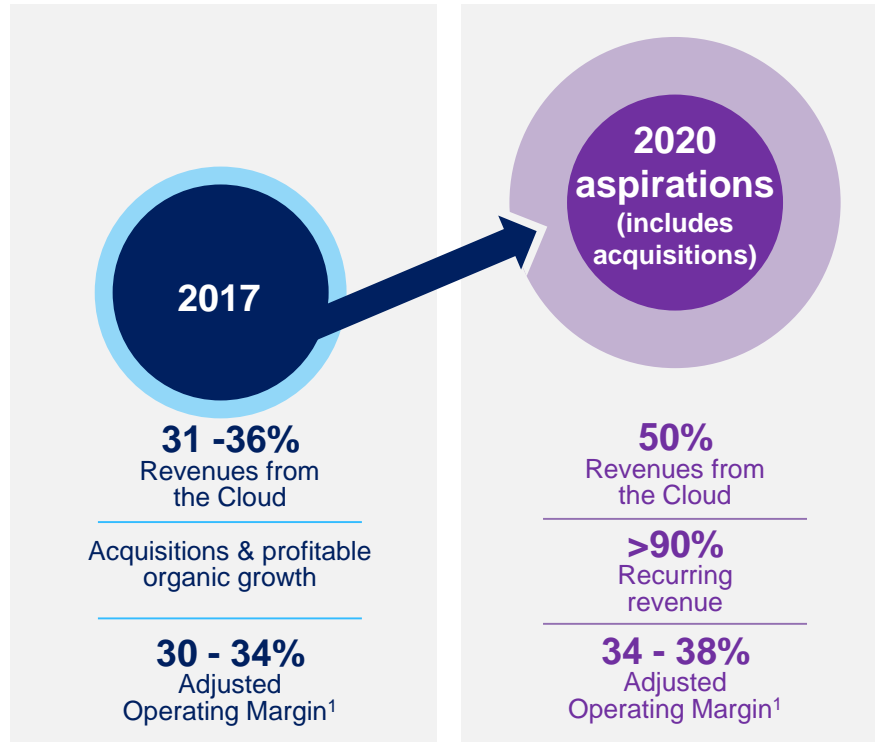 2017
31 -36%
Revenues from
the Cloud
Acquisitions & profitable
organic growth
30 - 34%
Adjusted
Operating Margin¹
2020
aspirations
(includes
acquisitions)
50%
Revenues from
the Cloud
>90%
Recurring
revenue
34 - 38%
Adjusted
Operating Margin¹